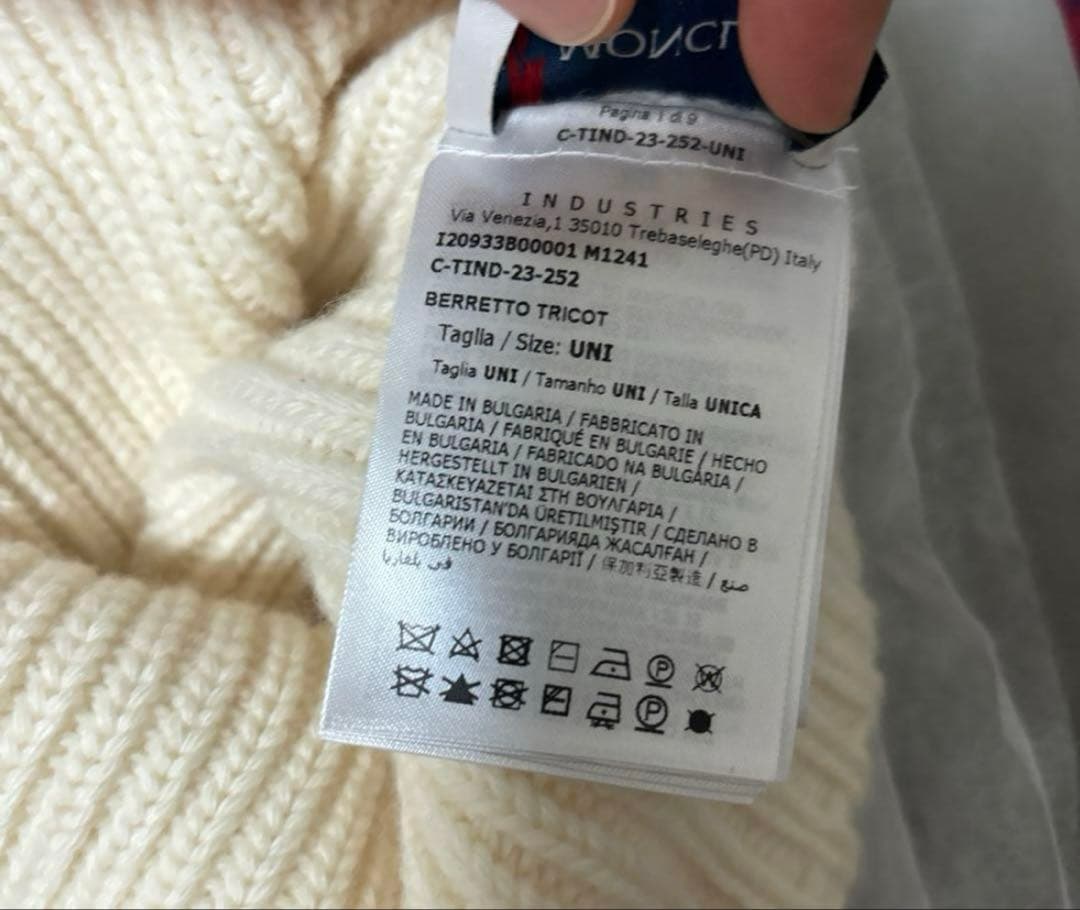 MONCL
Pagina 1 di 9
C-TIND-23-252-UNI
INDUSTRIES
Via Venezia,1 35010 Trebaseleghe(PD) Italy
I20933B00001 M1241
C-TIND-23-252
BERRETTO TRICOT
Taglia / Size: UNI
Taglia UNI / Tamanho UNI / Talla UNICA
MADE IN BULGARIA / FABBRICATO IN
BULGARIA / FABRIQUÉ EN BULGARIE / HECHO
EN BULGARIA / FABRICADO NA BULGÁRIA /
HERGESTELLT IN BULGARIEN /
ΚΑΤΑΣΚΕΥΑΖΕΤΑΙ ΣΤΗ ΒΟΥΛΓΑΡΙΑ /
BULGARISTAN'DA ÜRETILMIŞTIR / СДЕЛАНО В
БОЛГАРИИ / БОЛГАРИЯДА ЖАСАЛҒАН /
ВИРОБЛЕНО У БОЛГАРІЇ / 保加利亞製造 / صنع
في بلغاريا
P
W
P